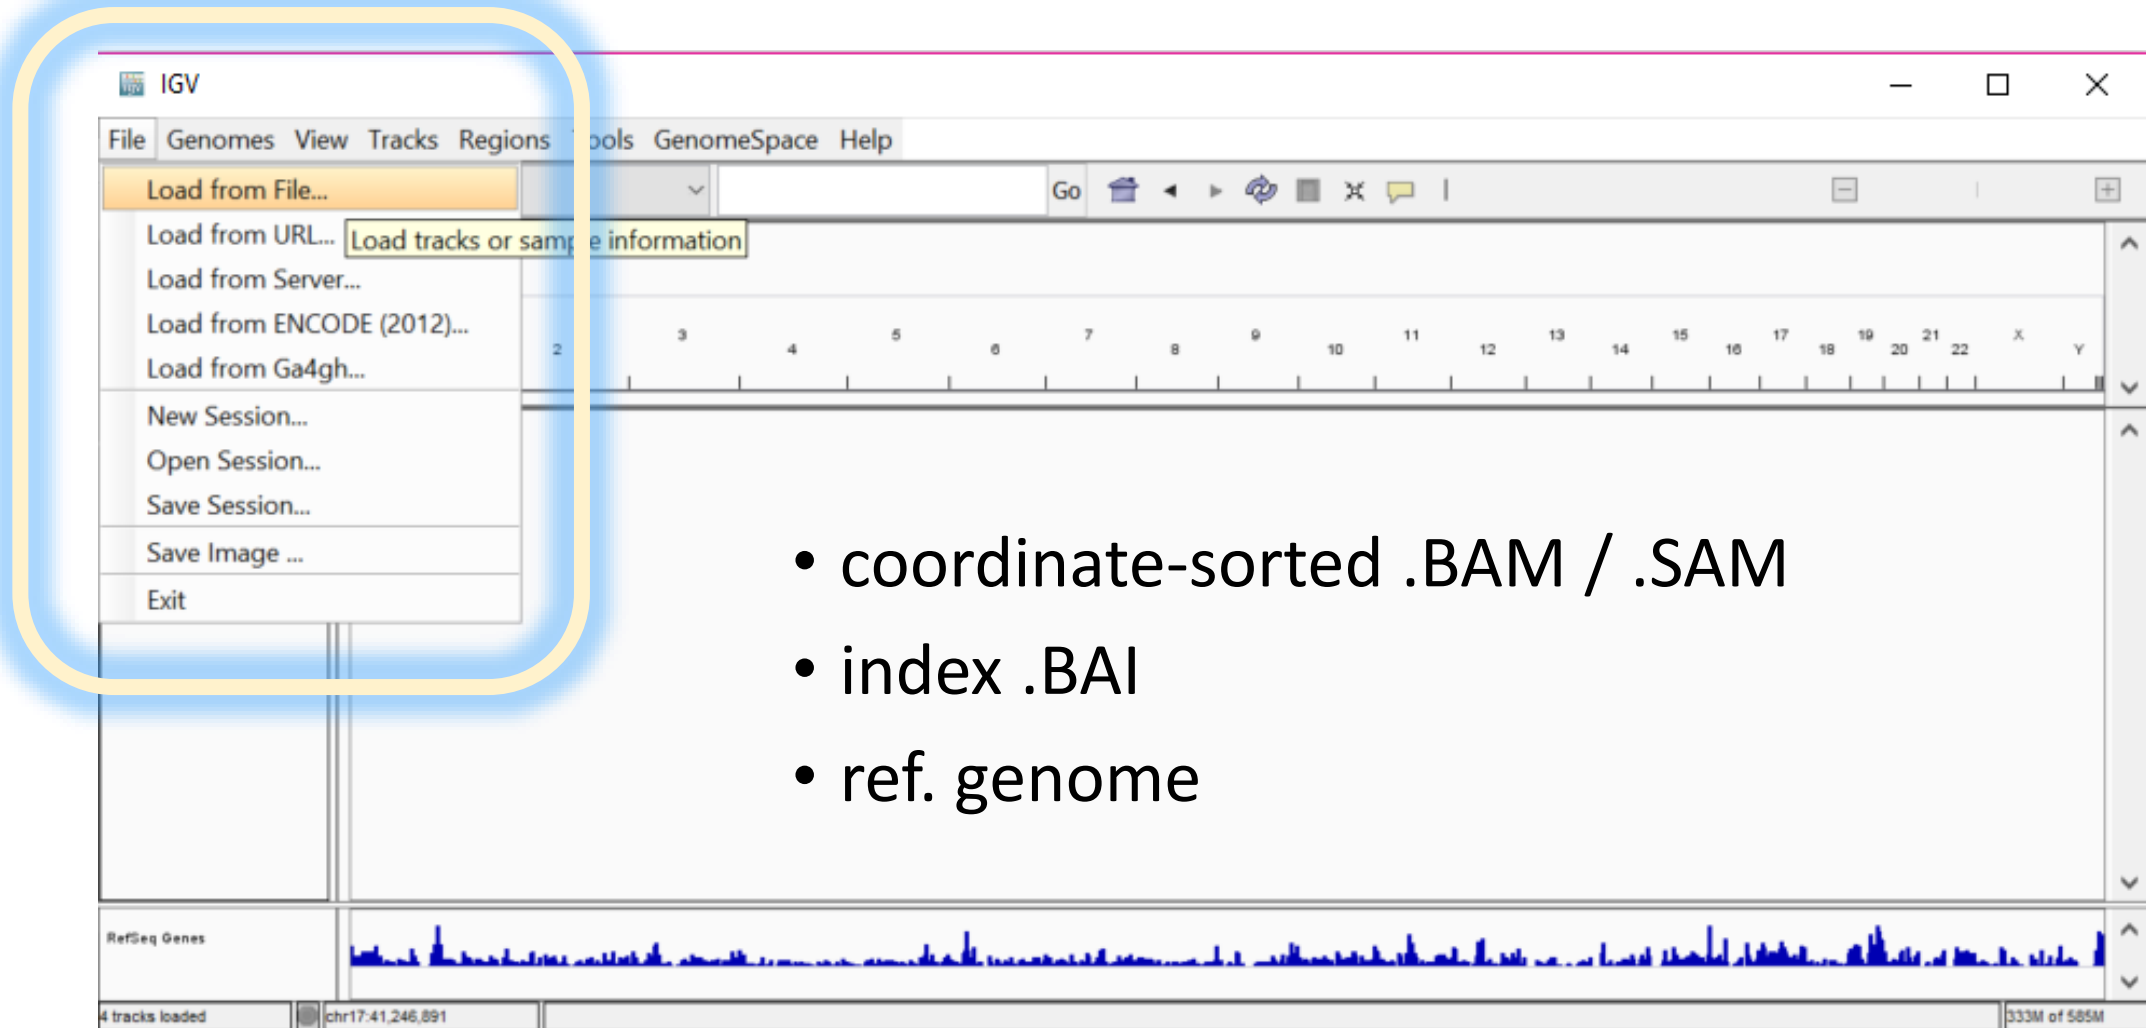 IGV
File Genomes View Tracks Regions Tools GenomeSpace Help
Load from File...
Go
Load from URL...
Load tracks or sample information
Load from Server...
Load from ENCODE (2012)...
Load from Ga4gh...
2 3 4 5 6 7 8 9 10 11 12 13 14 15 16 17 18 19 20 21 22 X Y
New Session...
Open Session...
Save Session...
Save Image ...
Exit
• coordinate-sorted .BAM / .SAM
• index .BAI
• ref. genome
RefSeq Genes
4 tracks loaded chr17:41,246,891 333M of 585M